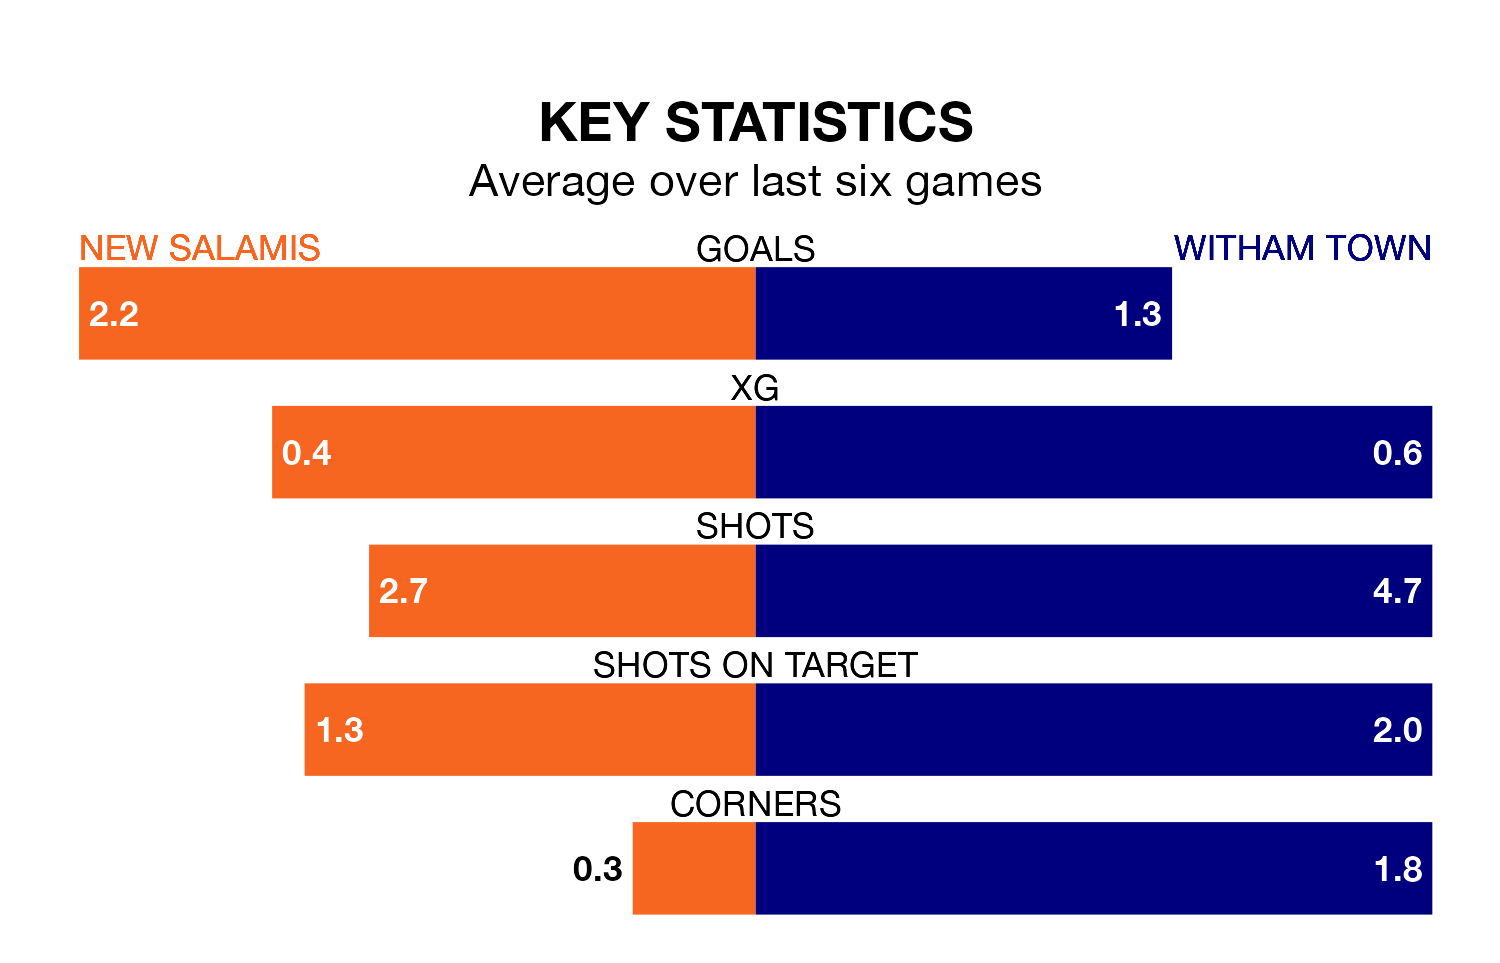 KEY STATISTICS
Average over last six games
NEW SALAMIS GOALS WITHAM TOWN
2.2 1.3
XG
0.4 0.6
SHOTS
2.7 4.7
SHOTS ON TARGET
1.3 2.0
CORNERS
0.3 1.8